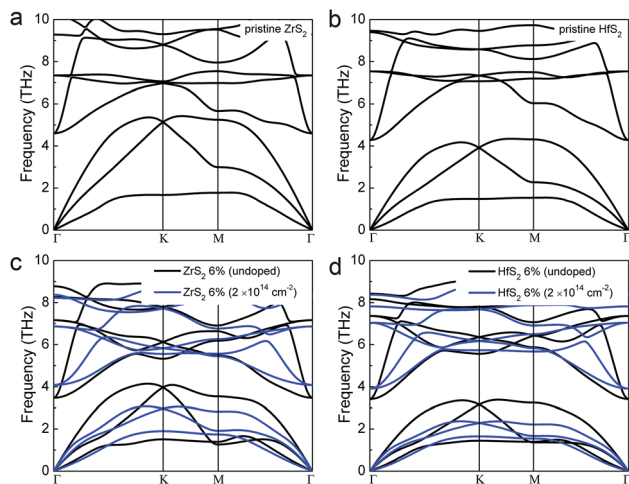 a
pristine ZrS2
Frequency (THz)
10
8
6
4
2
0
Γ K M Γ
b
pristine HfS2
Frequency (THz)
10
8
6
4
2
0
Γ K M Γ
c
ZrS2 6% (undoped)
ZrS2 6% (2 ×10^14 cm^-2)
Frequency (THz)
10
8
6
4
2
0
Γ K M Γ
d
HfS2 6% (undoped)
HfS2 6% (2 ×10^14 cm^-2)
Frequency (THz)
10
8
6
4
2
0
Γ K M Γ